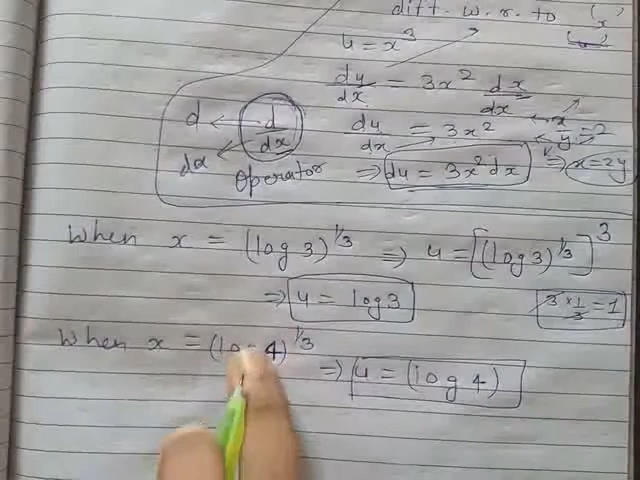 diff. w. r. to (x)
u = x³
du/dx = 3x² dx/dx
d ← d/dx
du/dx = 3x²
x/y = 2
dx
operator
⇒ du = 3x² dx
⇒ x = 2y
When x = (log 3)^1/3 ⇒ u = [(log 3)^1/3]³
⇒ u = log 3
3 × 1/3 = 1
When x = (log 4)^1/3 ⇒ u = (log 4)